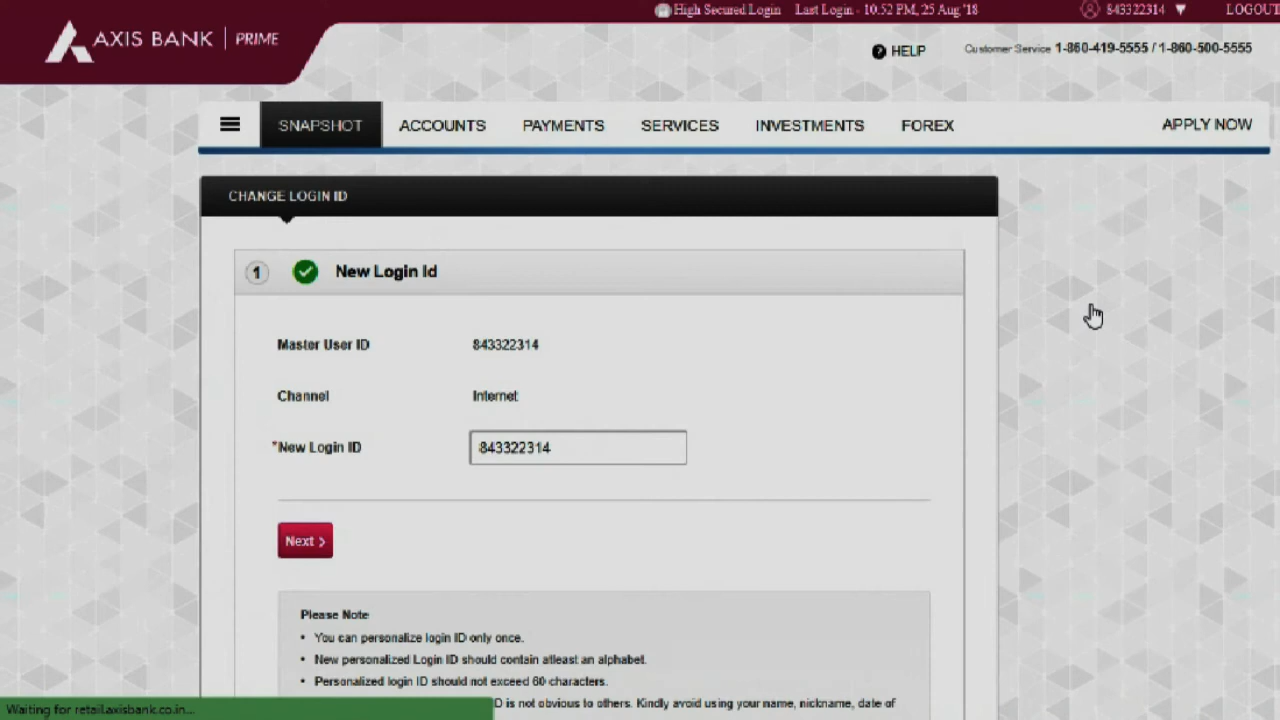 High Secured Login Last Login - 10:52 PM, 25 Aug '18 843322314 LOGOUT
AXIS BANK PRIME
HELP Customer Service 1-860-419-5555 / 1-860-500-5555
SNAPSHOT ACCOUNTS PAYMENTS SERVICES INVESTMENTS FOREX APPLY NOW
CHANGE LOGIN ID
1 New Login Id
Master User ID 843322314
Channel Internet
*New Login ID 843322314
Next >
Please Note
• You can personalize login ID only once.
• New personalized Login ID should contain atleast an alphabet.
• Personalized login ID should not exceed 60 characters.
D is not obvious to others. Kindly avoid using your name, nickname, date of
Waiting for retail.axisbank.co.in...